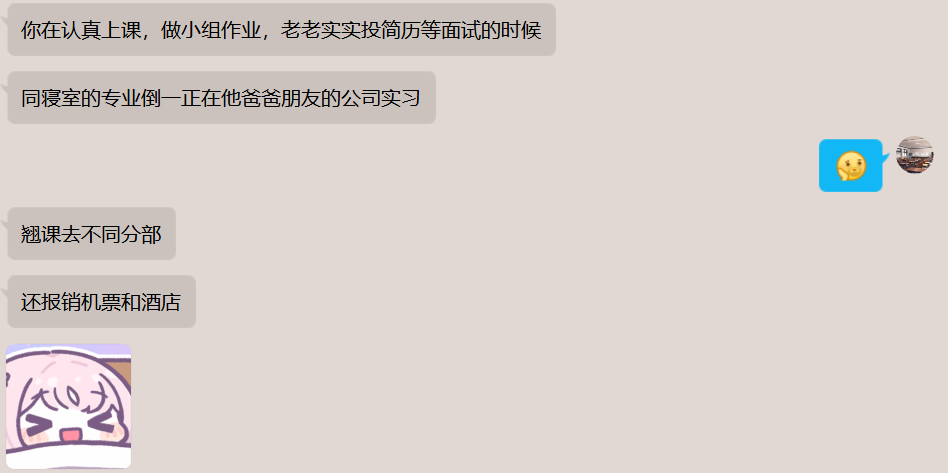 你在认真上课，做小组作业，老老实实投简历等面试的时候
同寝室的专业倒一正在他爸爸朋友的公司实习
翘课去不同分部
还报销机票和酒店